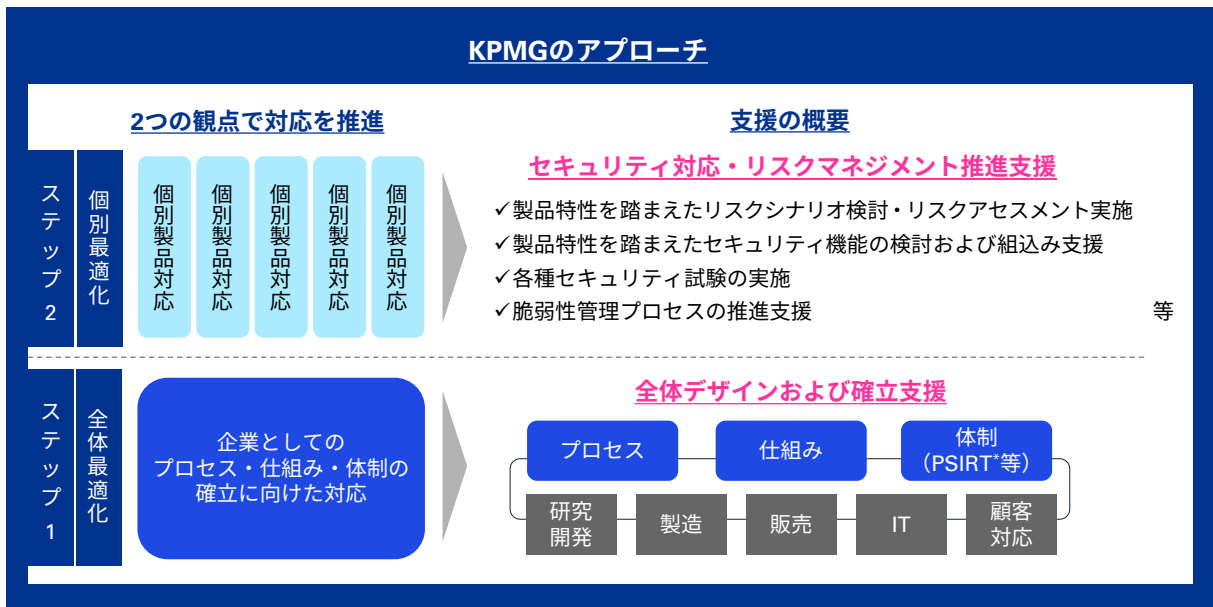 KPMGのアプローチ
2つの観点で対応を推進
支援の概要
ステップ2
個別最適化
個別製品対応
個別製品対応
個別製品対応
個別製品対応
個別製品対応
セキュリティ対応・リスクマネジメント推進支援
✓製品特性を踏まえたリスクシナリオ検討・リスクアセスメント実施
✓製品特性を踏まえたセキュリティ機能の検討および組込み支援
✓各種セキュリティ試験の実施
✓脆弱性管理プロセスの推進支援 等
ステップ1
全体最適化
企業としての
プロセス・仕組み・体制の
確立に向けた対応
全体デザインおよび確立支援
プロセス
仕組み
体制
（PSIRT*等）
研究
開発
製造
販売
IT
顧客
対応